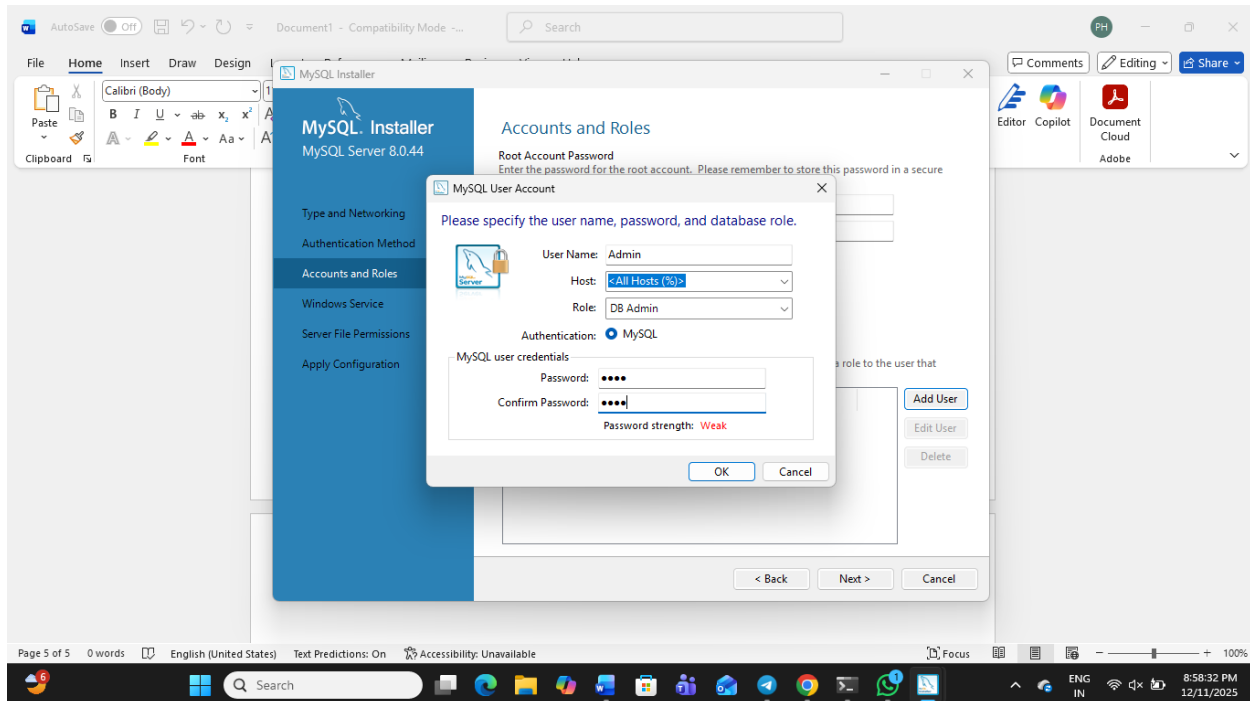 AutoSave Off
Document1 - Compatibility Mode -...
Search
PH
File Home Insert Draw Design
Comments Editing Share
MySQL Installer
Calibri (Body)
Paste
B I U ab x₂ x² A
A Aa A
Clipboard Font
Editor Copilot Document Cloud
Adobe
MySQL. Installer
MySQL Server 8.0.44
Type and Networking
Authentication Method
Accounts and Roles
Windows Service
Server File Permissions
Apply Configuration
Accounts and Roles
Root Account Password
Enter the password for the root account. Please remember to store this password in a secure
MySQL User Account
Please specify the user name, password, and database role.
User Name: Admin
Host: <All Hosts (%)>
Role: DB Admin
Server
Authentication: MySQL
MySQL user credentials
Password: ●●●●
Confirm Password: ●●●●
Password strength: Weak
OK Cancel
a role to the user that
Add User
Edit User
Delete
< Back Next > Cancel
Page 5 of 5 0 words English (United States) Text Predictions: On Accessibility: Unavailable Focus 100%
6
Search
ENG
IN
8:58:32 PM
12/11/2025
1